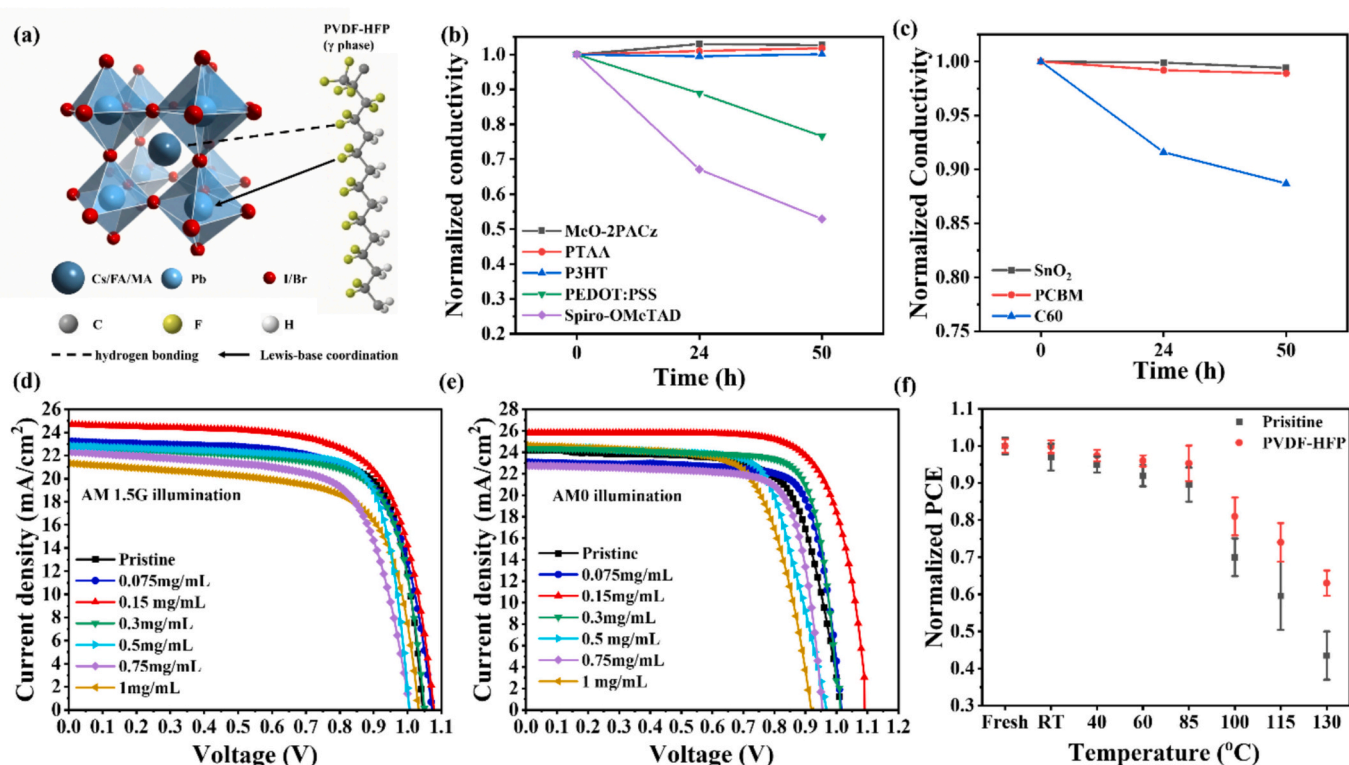 (a)
PVDF-HFP
(γ phase)
Cs/FA/MA
Pb
I/Br
C
F
H
hydrogen bonding
Lewis-base coordination
(b)
Normalized conductivity
1.0
0.9
0.8
0.7
0.6
0.5
0.4
0.3
0.2
MeO-2PACz
PTAA
P3HT
PEDOT:PSS
Spiro-OMeTAD
0
24
50
Time (h)
(c)
Normalized Conductivity
1.00
0.95
0.90
0.85
0.80
0.75
SnO₂
PCBM
C60
0
24
50
Time (h)
(d)
Current density (mA/cm²)
26
24
22
20
18
16
14
12
10
8
6
4
2
0
AM 1.5G illumination
Pristine
0.075mg/mL
0.15 mg/mL
0.3mg/mL
0.5mg/mL
0.75mg/mL
1mg/mL
0.0 0.1 0.2 0.3 0.4 0.5 0.6 0.7 0.8 0.9 1.0 1.1
Voltage (V)
(e)
Current density (mA/cm²)
28
26
24
22
20
18
16
14
12
10
8
6
4
2
0
AM0 illumination
Pristine
0.075mg/mL
0.15mg/mL
0.3mg/mL
0.5 mg/mL
0.75mg/mL
1 mg/mL
0.0 0.1 0.2 0.3 0.4 0.5 0.6 0.7 0.8 0.9 1.0 1.1 1.2
Voltage (V)
(f)
Normalized PCE
1.1
1.0
0.9
0.8
0.7
0.6
0.5
0.4
0.3
Prisitine
PVDF-HFP
Fresh RT 40 60 85 100 115 130
Temperature (⁰C)